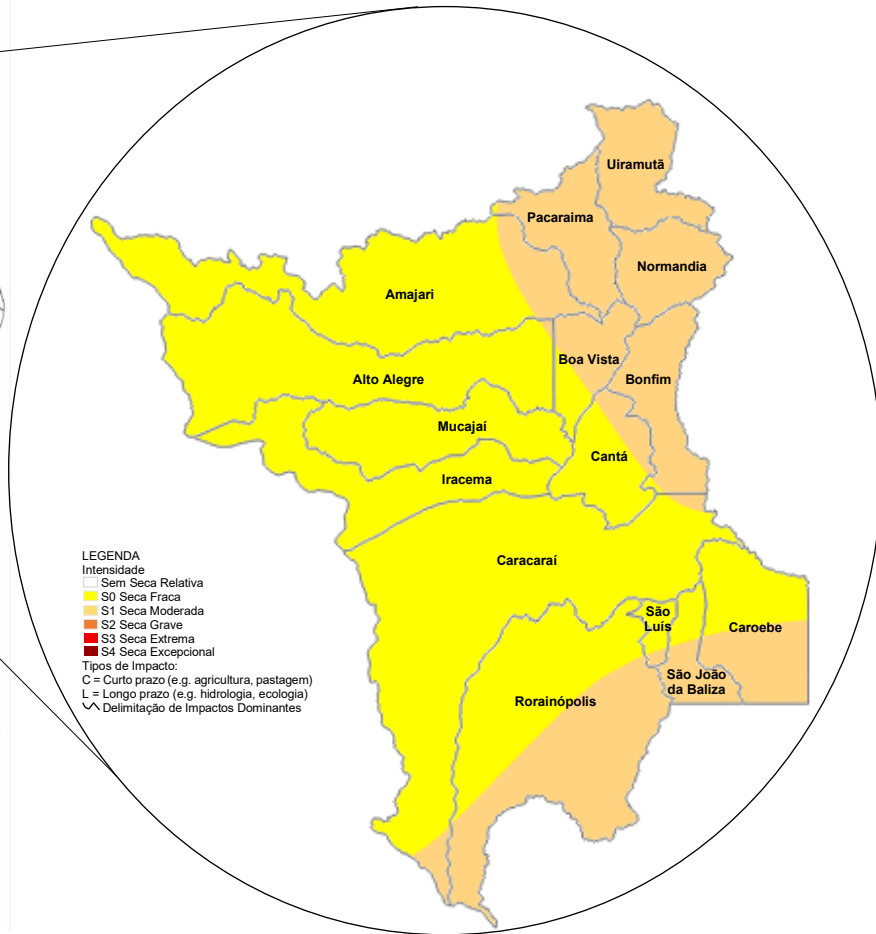 Uiramutã
Pacaraima
Normandia
Amajari
Boa Vista
Alto Alegre
Bonfim
Mucajaí
Cantá
Iracema
Caracaraí
São
Luís
Caroebe
São João
da Baliza
Rorainópolis
LEGENDA
Intensidade
Sem Seca Relativa
S0 Seca Fraca
S1 Seca Moderada
S2 Seca Grave
S3 Seca Extrema
S4 Seca Excepcional
Tipos de Impacto:
C = Curto prazo (e.g. agricultura, pastagem)
L = Longo prazo (e.g. hidrologia, ecologia)
Delimitação de Impactos Dominantes